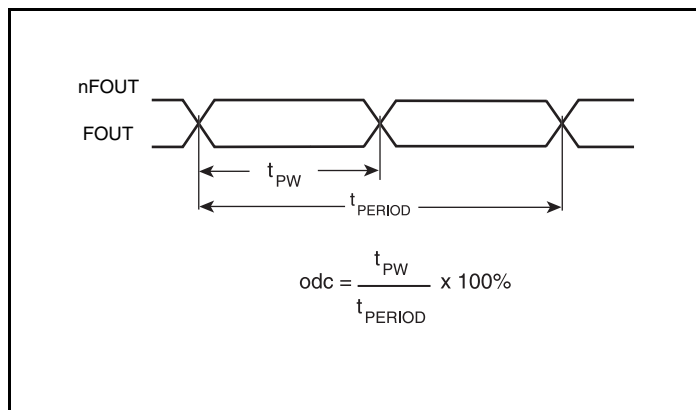 nFOUT
FOUT
tPW
tPERIOD
odc = tPW / tPERIOD x 100%